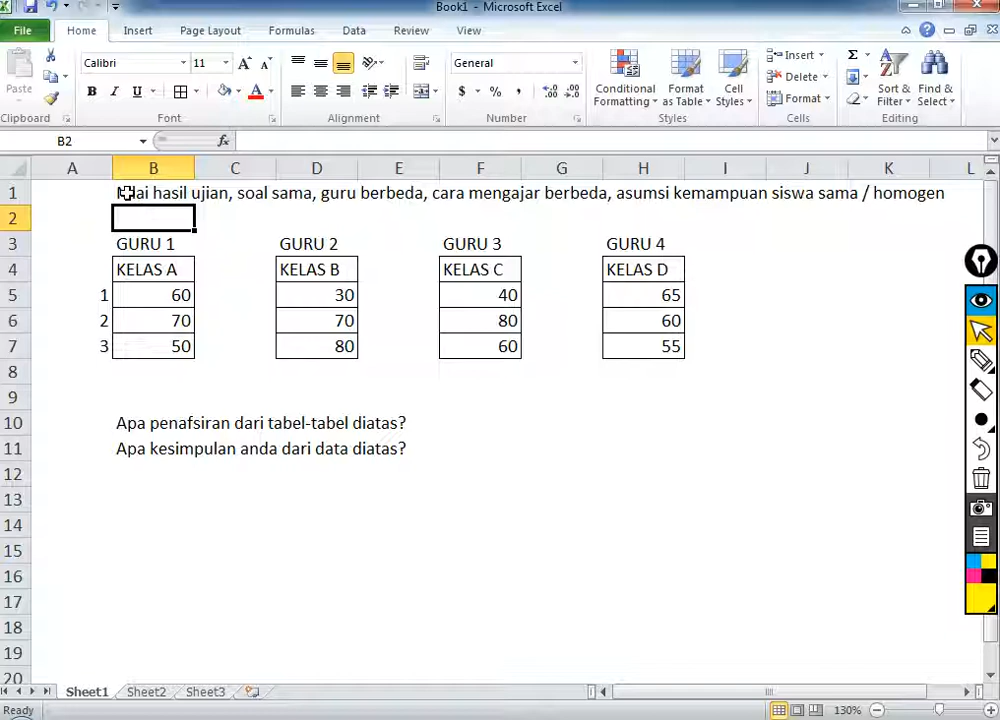 Book1 - Microsoft Excel
File Home Insert Page Layout Formulas Data Review View
Calibri 11 General Insert
Paste B I U $ % , Conditional Formatting Format as Table Cell Styles Delete Format Sort & Filter Find & Select
Clipboard Font Alignment Number Styles Cells Editing
B2 fx
A B C D E F G H I J K L
1 hasil ujian, soal sama, guru berbeda, cara mengajar berbeda, asumsi kemampuan siswa sama / homogen
2
3 GURU 1 GURU 2 GURU 3 GURU 4
4 KELAS A KELAS B KELAS C KELAS D
5 1 60 30 40 65
6 2 70 70 80 60
7 3 50 80 60 55
8
9
10 Apa penafsiran dari tabel-tabel diatas?
11 Apa kesimpulan anda dari data diatas?
12
13
14
15
16
17
18
19
20
Sheet1 Sheet2 Sheet3
Ready 130%